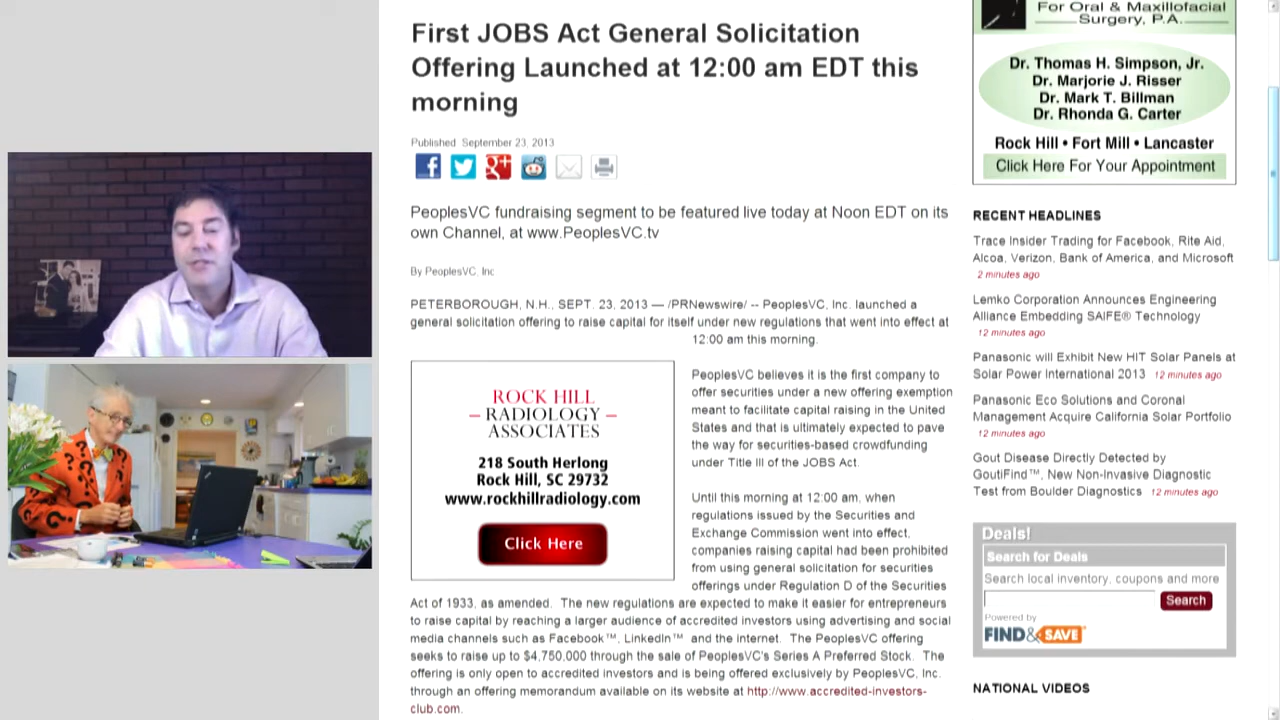 First JOBS Act General Solicitation
Offering Launched at 12:00 am EDT this
morning
Published September 23, 2013
PeoplesVC fundraising segment to be featured live today at Noon EDT on its
own Channel, at www.PeoplesVC.tv
By PeoplesVC, Inc
PETERBOROUGH, N.H., SEPT. 23, 2013 — /PRNewswire/ -- PeoplesVC, Inc. launched a
general solicitation offering to raise capital for itself under new regulations that went into effect at
12:00 am this morning.
ROCK HILL
– RADIOLOGY –
ASSOCIATES
218 South Herlong
Rock Hill, SC 29732
www.rockhillradiology.com
Click Here
PeoplesVC believes it is the first company to
offer securities under a new offering exemption
meant to facilitate capital raising in the United
States and that is ultimately expected to pave
the way for securities-based crowdfunding
under Title III of the JOBS Act.
Until this morning at 12:00 am, when
regulations issued by the Securities and
Exchange Commission went into effect,
companies raising capital had been prohibited
from using general solicitation for securities
offerings under Regulation D of the Securities
Act of 1933, as amended. The new regulations are expected to make it easier for entrepreneurs
to raise capital by reaching a larger audience of accredited investors using advertising and social
media channels such as Facebook™, LinkedIn™ and the internet. The PeoplesVC offering
seeks to raise up to $4,750,000 through the sale of PeoplesVC's Series A Preferred Stock. The
offering is only open to accredited investors and is being offered exclusively by PeoplesVC, Inc.
through an offering memorandum available on its website at http://www.accredited-investors-
club.com.
For Oral & Maxillofacial
Surgery, P.A.
Dr. Thomas H. Simpson, Jr.
Dr. Marjorie J. Risser
Dr. Mark T. Billman
Dr. Rhonda G. Carter
Rock Hill • Fort Mill • Lancaster
Click Here For Your Appointment
RECENT HEADLINES
Trace Insider Trading for Facebook, Rite Aid,
Alcoa, Verizon, Bank of America, and Microsoft
2 minutes ago
Lemko Corporation Announces Engineering
Alliance Embedding SAIFE® Technology
12 minutes ago
Panasonic will Exhibit New HIT Solar Panels at
Solar Power International 2013 12 minutes ago
Panasonic Eco Solutions and Coronal
Management Acquire California Solar Portfolio
12 minutes ago
Gout Disease Directly Detected by
GoutiFind™, New Non-Invasive Diagnostic
Test from Boulder Diagnostics 12 minutes ago
Deals!
Search for Deals
Search local inventory, coupons and more
Search
Powered by
FIND&SAVE
NATIONAL VIDEOS